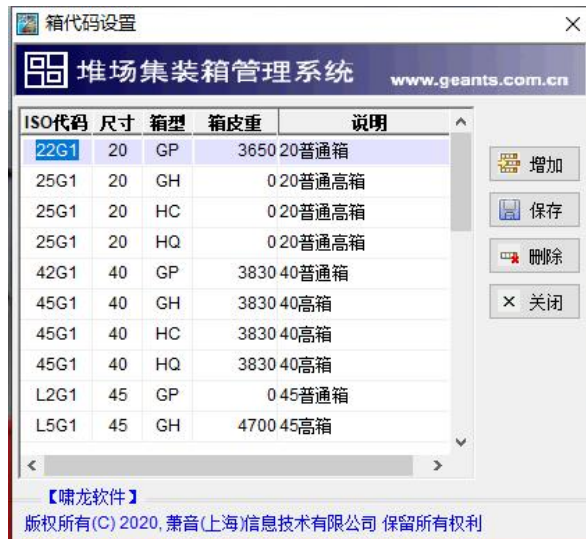 箱代码设置
堆场集装箱管理系统 www.geants.com.cn
ISO代码 尺寸 箱型 箱皮重 说明
22G1 20 GP 3650 20普通箱
25G1 20 GH 0 20普通高箱
25G1 20 HC 0 20普通高箱
25G1 20 HQ 0 20普通高箱
42G1 40 GP 3830 40普通箱
45G1 40 GH 3830 40高箱
45G1 40 HC 3830 40高箱
45G1 40 HQ 3830 40高箱
L2G1 45 GP 0 45普通箱
L5G1 45 GH 4700 45高箱
增加
保存
删除
关闭
【啸龙软件】
版权所有(C) 2020, 萧音(上海)信息技术有限公司 保留所有权利